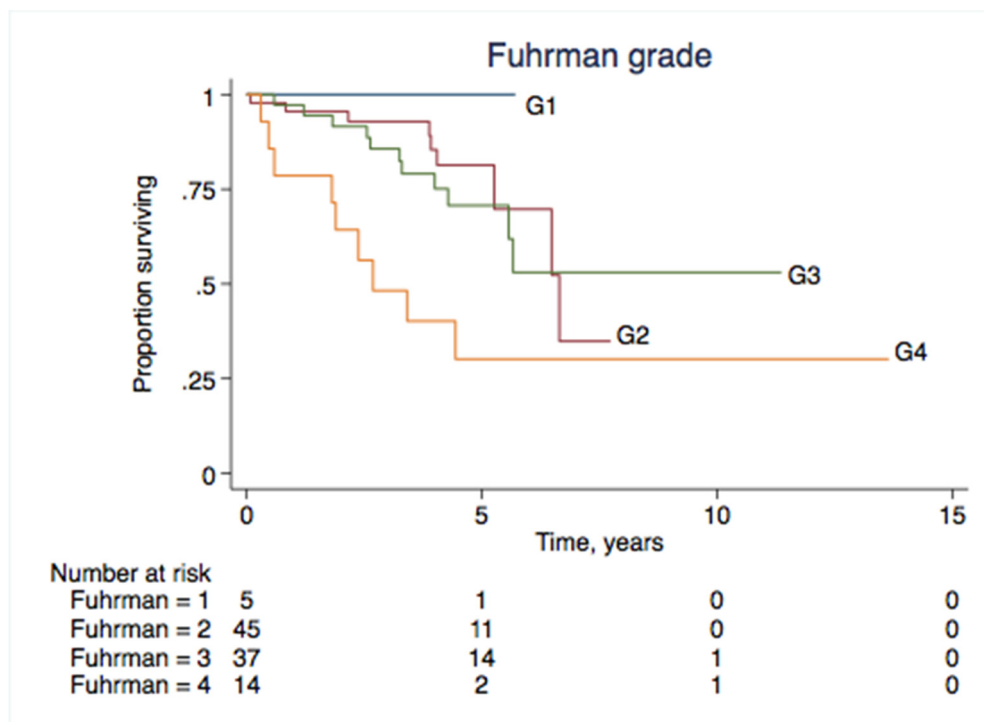 Fuhrman grade
Proportion surviving
1
.75
.5
.25
0
G1
G3
G2
G4
0 5 10 15
Time, years
Number at risk
Fuhrman = 1 5 1 0 0
Fuhrman = 2 45 11 0 0
Fuhrman = 3 37 14 1 0
Fuhrman = 4 14 2 1 0